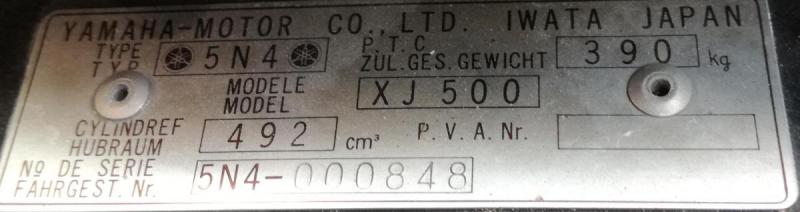 YAMAHA-MOTOR CO., LTD. IWATA JAPAN
TYPE
TYP 5N4
P.T.C
ZUL.GES.GEWICHT 390 kg
MODELE
MODEL XJ 500
CYLINDREF
HUBRAUM 492 cm³ P.V.A.Nr.
Nº DE SERIE
FAHRGEST. Nr. 5N4-000848